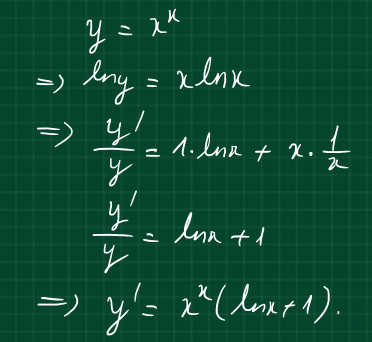 y = x^x
=> ln y = x ln x
=> y'/y = 1. ln x + x. 1/x
y'/y = ln x + 1
=> y' = x^x (ln x + 1).